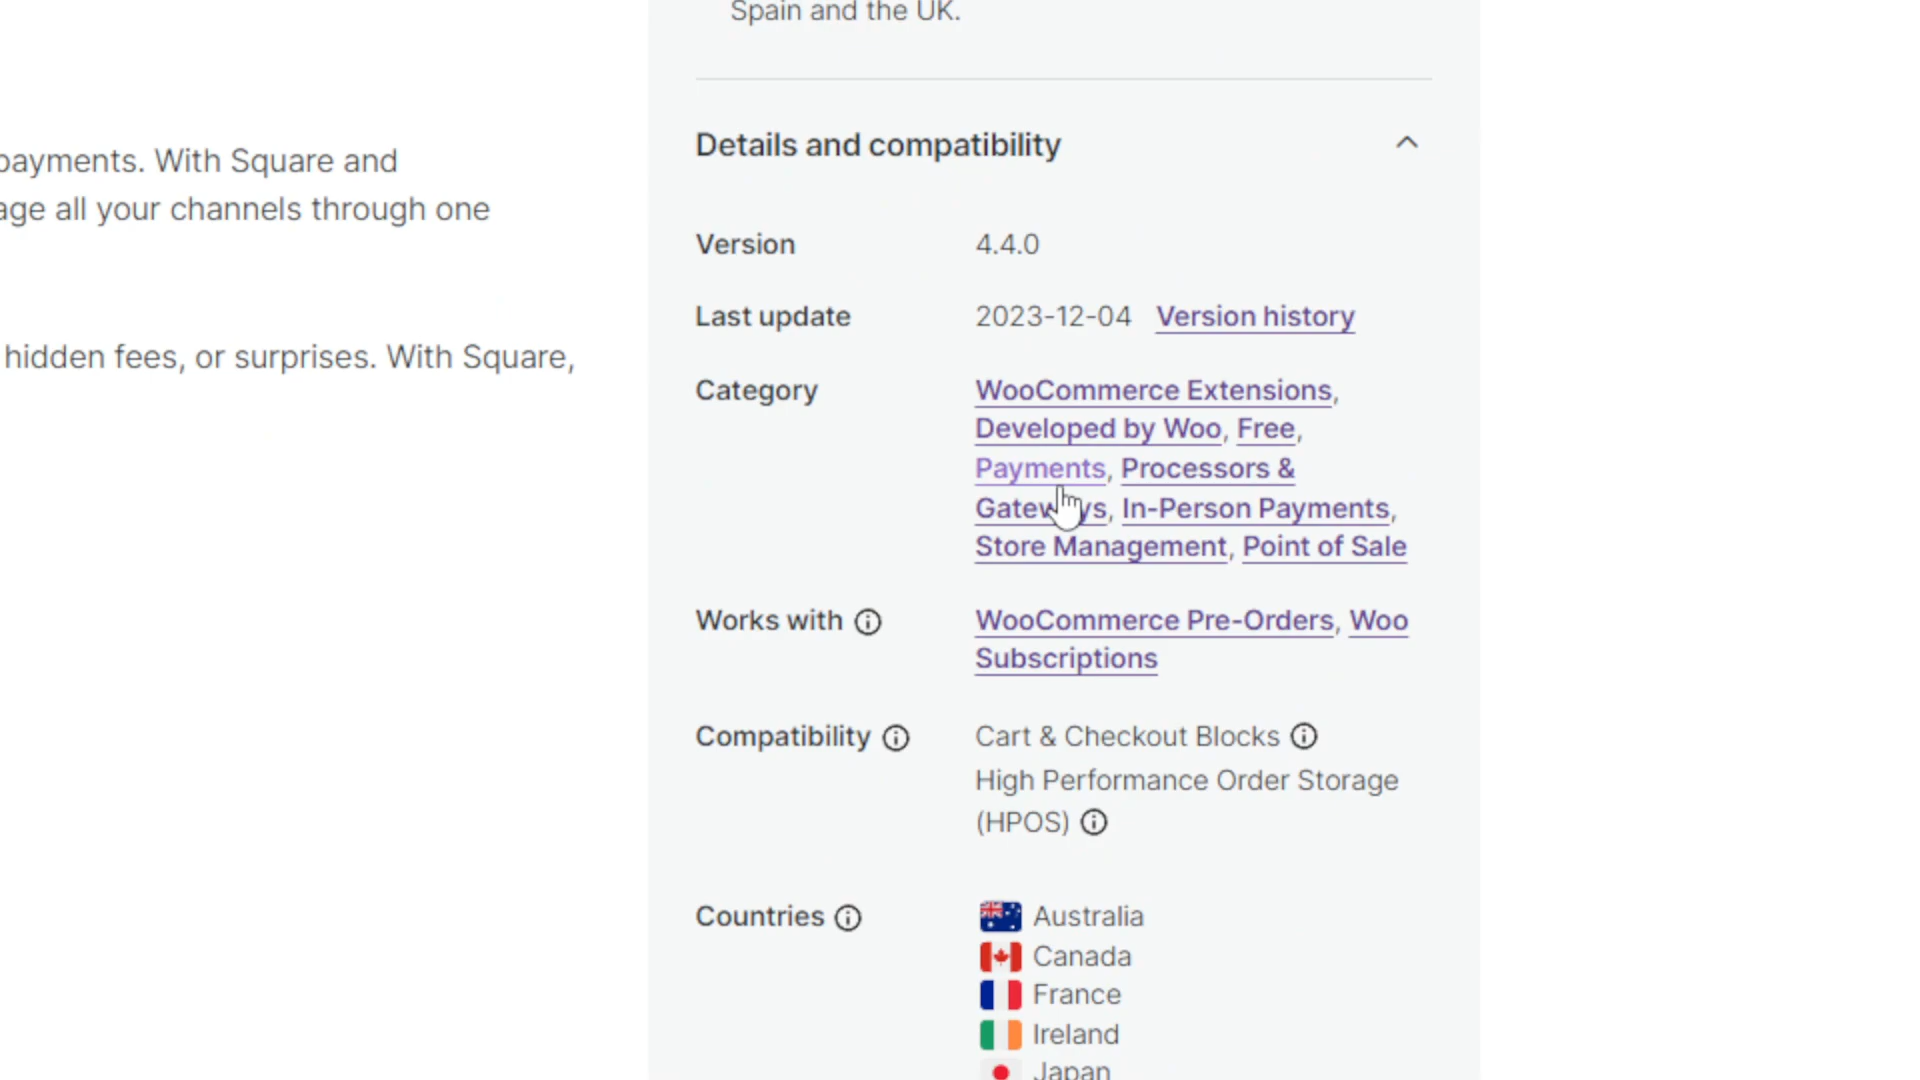 Spain and the UK.
payments. With Square and
age all your channels through one
hidden fees, or surprises. With Square,
Details and compatibility
Version 4.4.0
Last update 2023-12-04 Version history
Category WooCommerce Extensions,
Developed by Woo, Free,
Payments, Processors &
Gateways, In-Person Payments,
Store Management, Point of Sale
Works with WooCommerce Pre-Orders, Woo
Subscriptions
Compatibility Cart & Checkout Blocks
High Performance Order Storage
(HPOS)
Countries Australia
Canada
France
Ireland
Japan